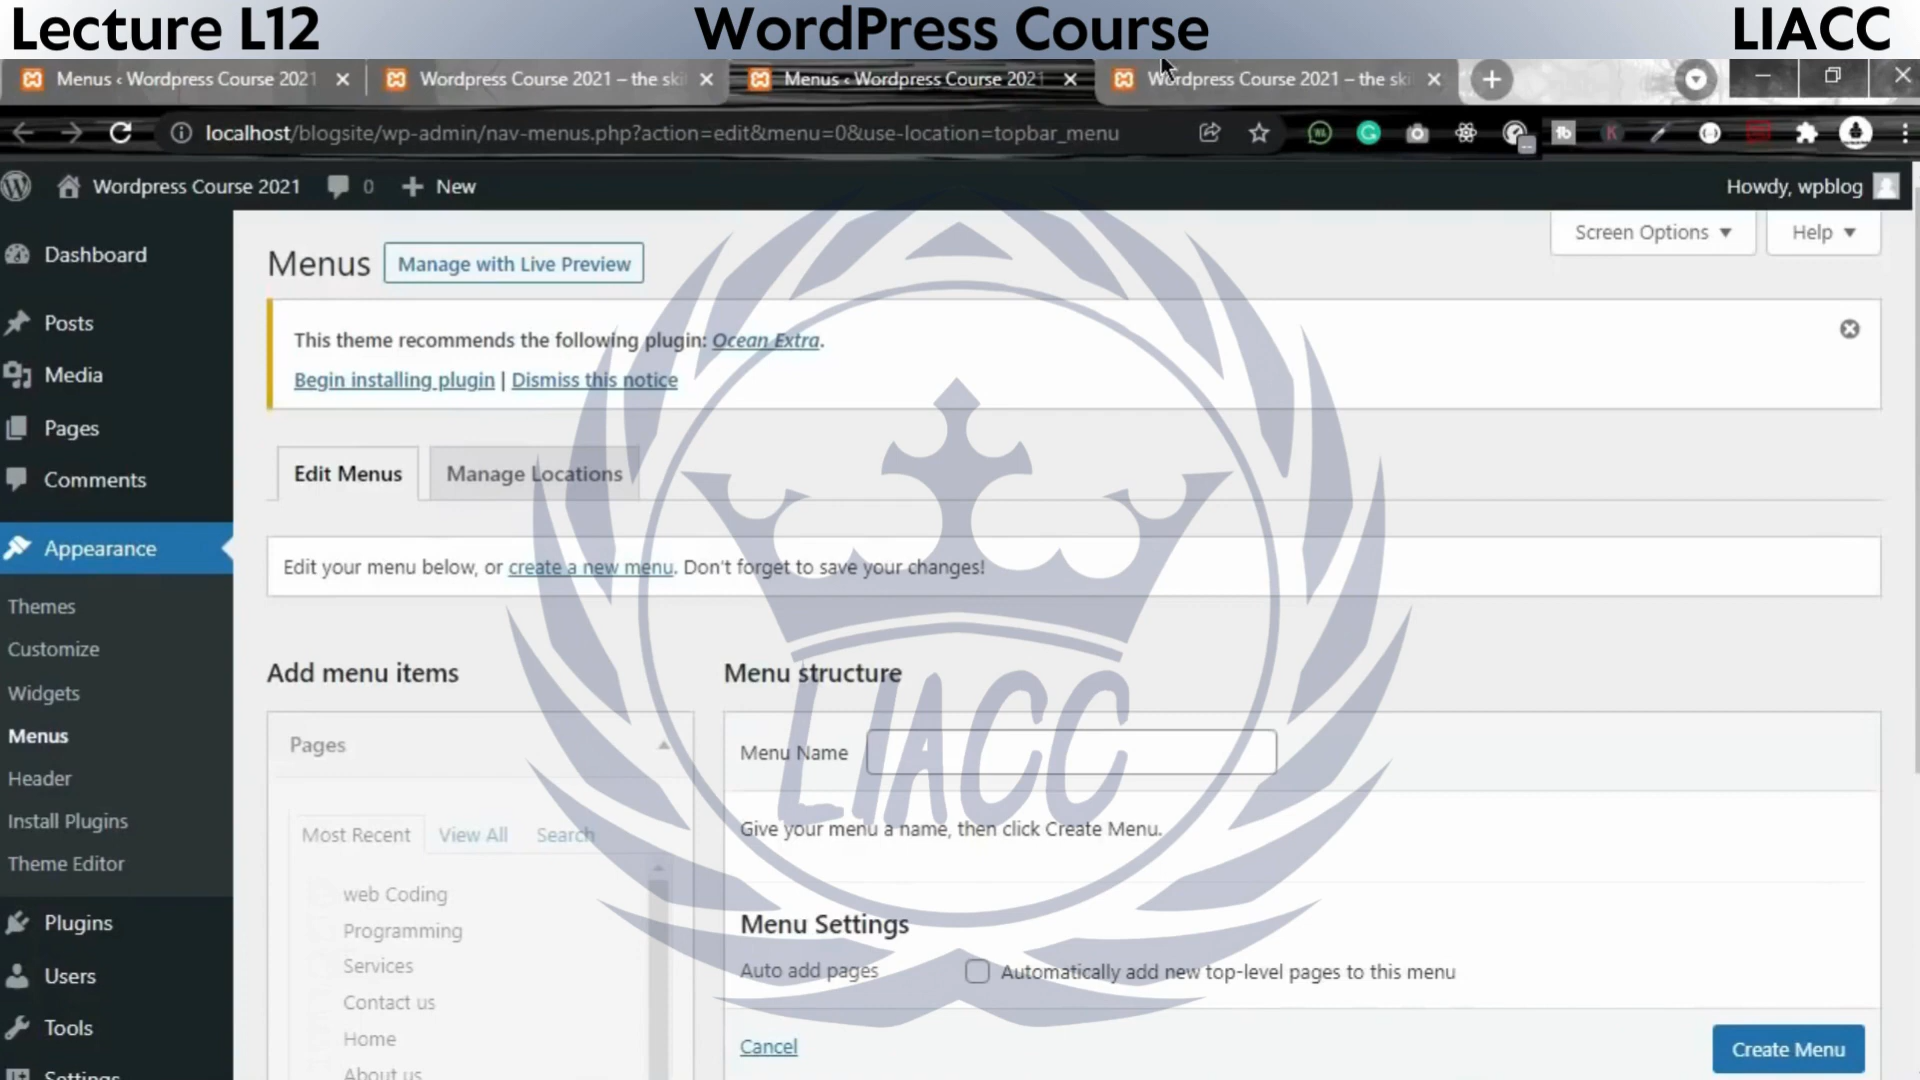 Lecture L12 WordPress Course LIACC
Menus ‹ Wordpress Course 2021 Wordpress Course 2021 – the ski Menus ‹ Wordpress Course 2021 Wordpress Course 2021 – the ski
localhost/blogsite/wp-admin/nav-menus.php?action=edit&menu=0&use-location=topbar_menu
Wordpress Course 2021 0 New Howdy, wpblog
Screen Options Help
Dashboard
Posts
Media
Pages
Comments
Appearance
Themes
Customize
Widgets
Menus
Header
Install Plugins
Theme Editor
Plugins
Users
Tools
Settings
Menus Manage with Live Preview
This theme recommends the following plugin: Ocean Extra.
Begin installing plugin | Dismiss this notice
Edit Menus Manage Locations
Edit your menu below, or create a new menu. Don't forget to save your changes!
Add menu items
Pages
Most Recent View All Search
web Coding
Programming
Services
Contact us
Home
About us
Menu structure
Menu Name
Give your menu a name, then click Create Menu.
Menu Settings
Auto add pages Automatically add new top-level pages to this menu
Cancel Create Menu
LIACC